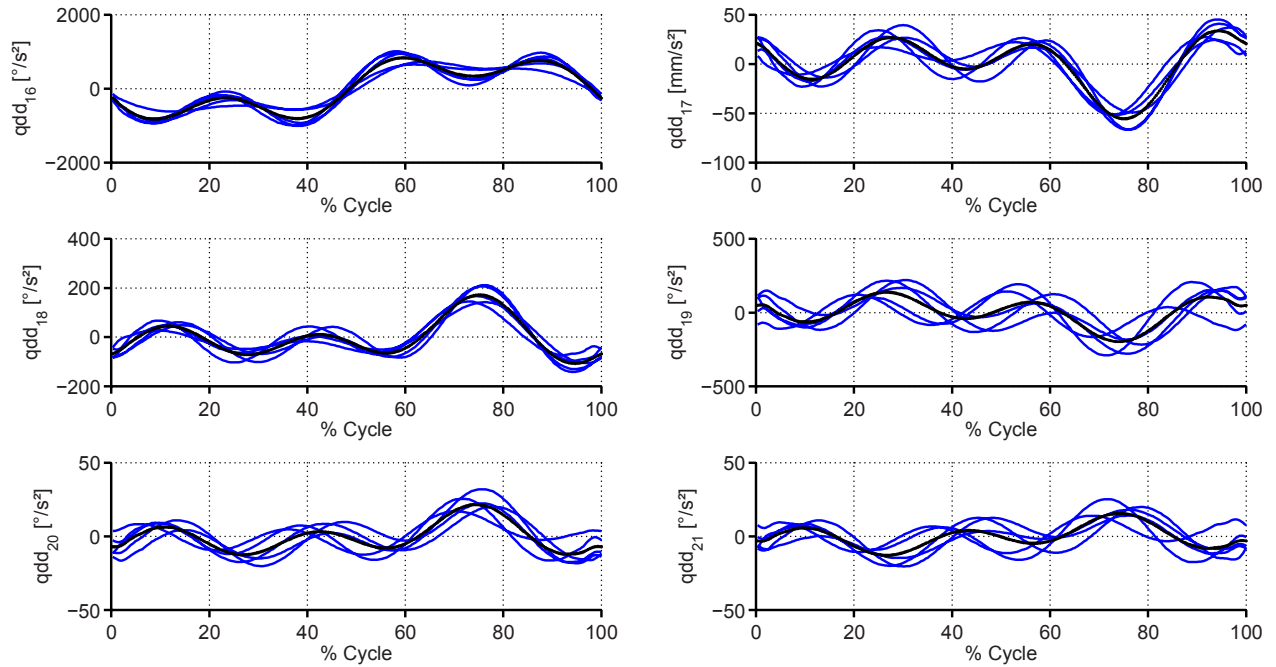 2000
0
−2000
qdd16 [°/s²]
0 20 40 60 80 100
% Cycle
50
0
−50
−100
qdd17 [mm/s²]
0 20 40 60 80 100
% Cycle
400
200
0
−200
qdd18 [°/s²]
0 20 40 60 80 100
% Cycle
500
0
−500
qdd19 [°/s²]
0 20 40 60 80 100
% Cycle
50
0
−50
qdd20 [°/s²]
0 20 40 60 80 100
% Cycle
50
0
−50
qdd21 [°/s²]
0 20 40 60 80 100
% Cycle